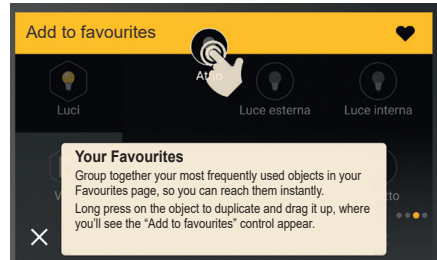 Add to favourites
Atrio
Luci
Luce esterna
Luce interna
Your Favourites
Group together your most frequently used objects in your
Favourites page, so you can reach them instantly.
Long press on the object to duplicate and drag it up, where
you'll see the “Add to favourites” control appear.